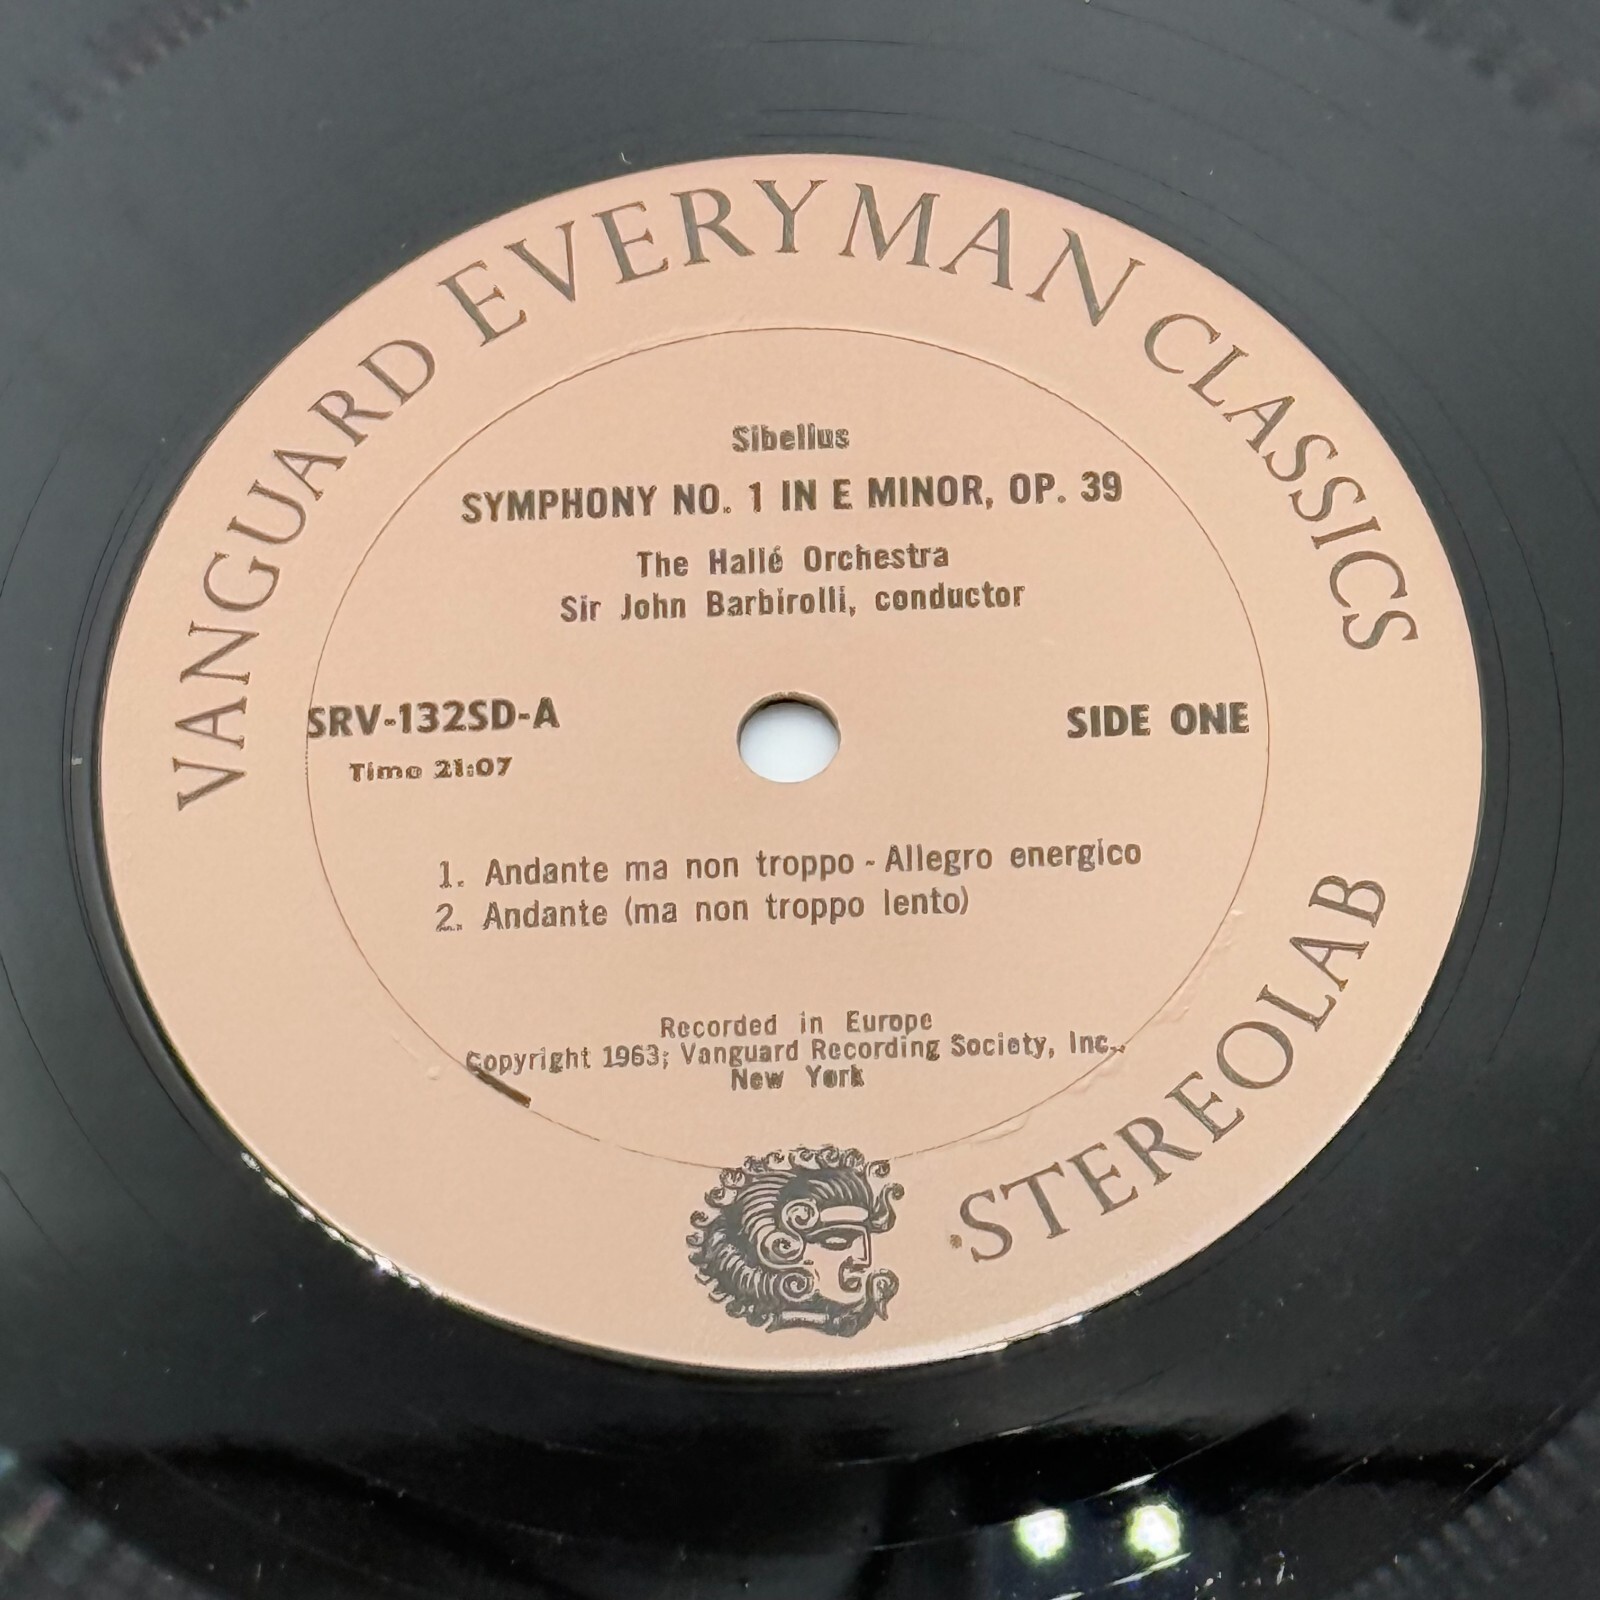 VANGUARD EVERYMAN CLASSICS
Sibelius
SYMPHONY NO. 1 IN E MINOR, OP. 39
The Hallé Orchestra
Sir John Barbirolli, conductor
SRV-132SD-A
SIDE ONE
Time 21:07
1. Andante ma non troppo - Allegro energico
2. Andante (ma non troppo lento)
Recorded in Europe
Copyright 1963; Vanguard Recording Society, Inc.,
New York
STEREOLAB